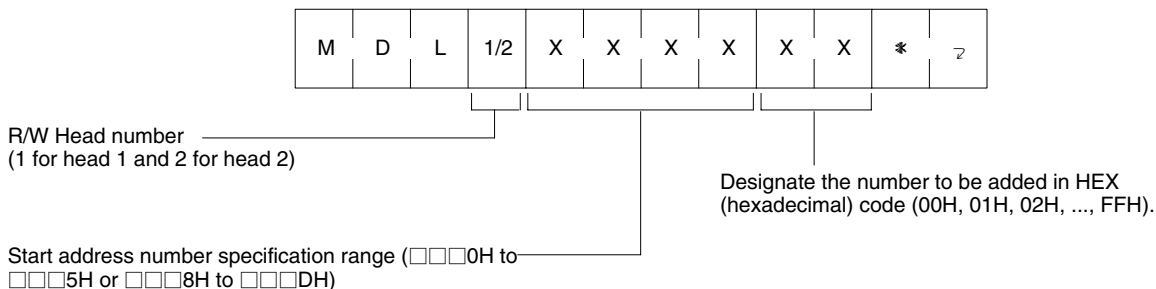 M D L 1/2 X X X X X X * ↵
R/W Head number
(1 for head 1 and 2 for head 2)
Designate the number to be added in HEX
(hexadecimal) code (00H, 01H, 02H, ..., FFH).
Start address number specification range (□□□0H to
□□□5H or □□□8H to □□□DH)